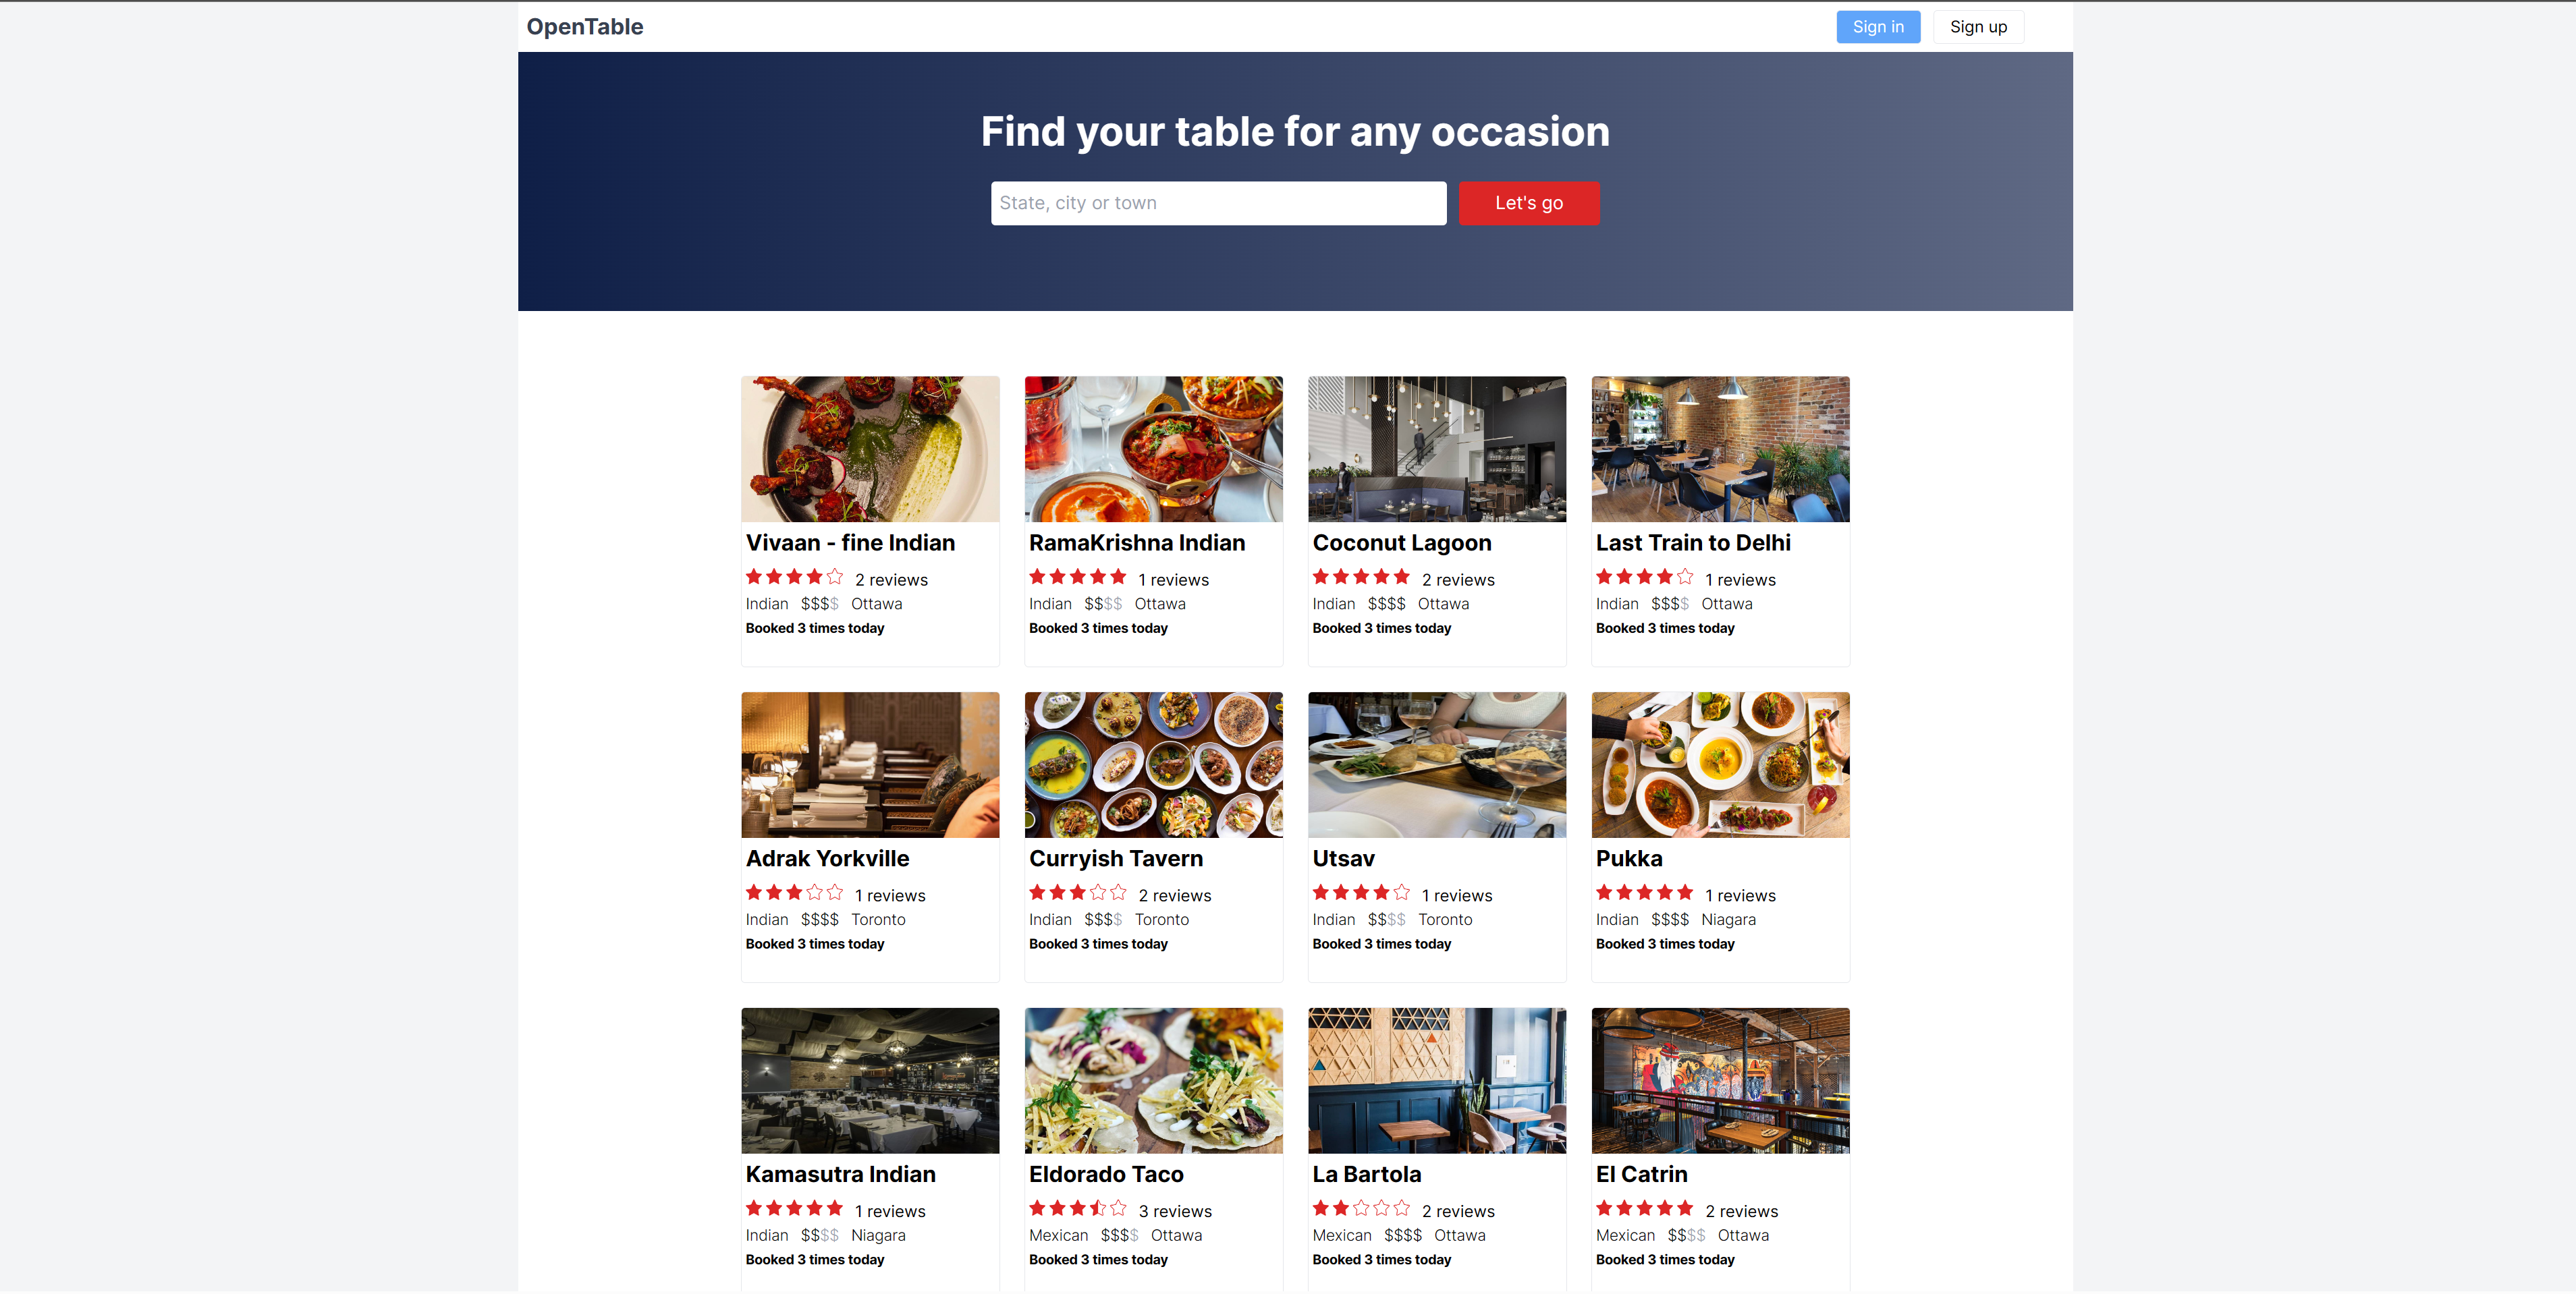 OpenTable
Sign in
Sign up
Find your table for any occasion
State, city or town
Let's go
Vivaan - fine Indian
2 reviews
Indian $$$$ Ottawa
Booked 3 times today
RamaKrishna Indian
1 reviews
Indian $$$$ Ottawa
Booked 3 times today
Coconut Lagoon
2 reviews
Indian $$$$ Ottawa
Booked 3 times today
Last Train to Delhi
1 reviews
Indian $$$$ Ottawa
Booked 3 times today
Adrak Yorkville
1 reviews
Indian $$$$ Toronto
Booked 3 times today
Curryish Tavern
2 reviews
Indian $$$$ Toronto
Booked 3 times today
Utsav
1 reviews
Indian $$$$ Toronto
Booked 3 times today
Pukka
1 reviews
Indian $$$$ Niagara
Booked 3 times today
Kamasutra Indian
1 reviews
Indian $$$$ Niagara
Booked 3 times today
Eldorado Taco
3 reviews
Mexican $$$$ Ottawa
Booked 3 times today
La Bartola
2 reviews
Mexican $$$$ Ottawa
Booked 3 times today
El Catrin
2 reviews
Mexican $$$$ Ottawa
Booked 3 times today